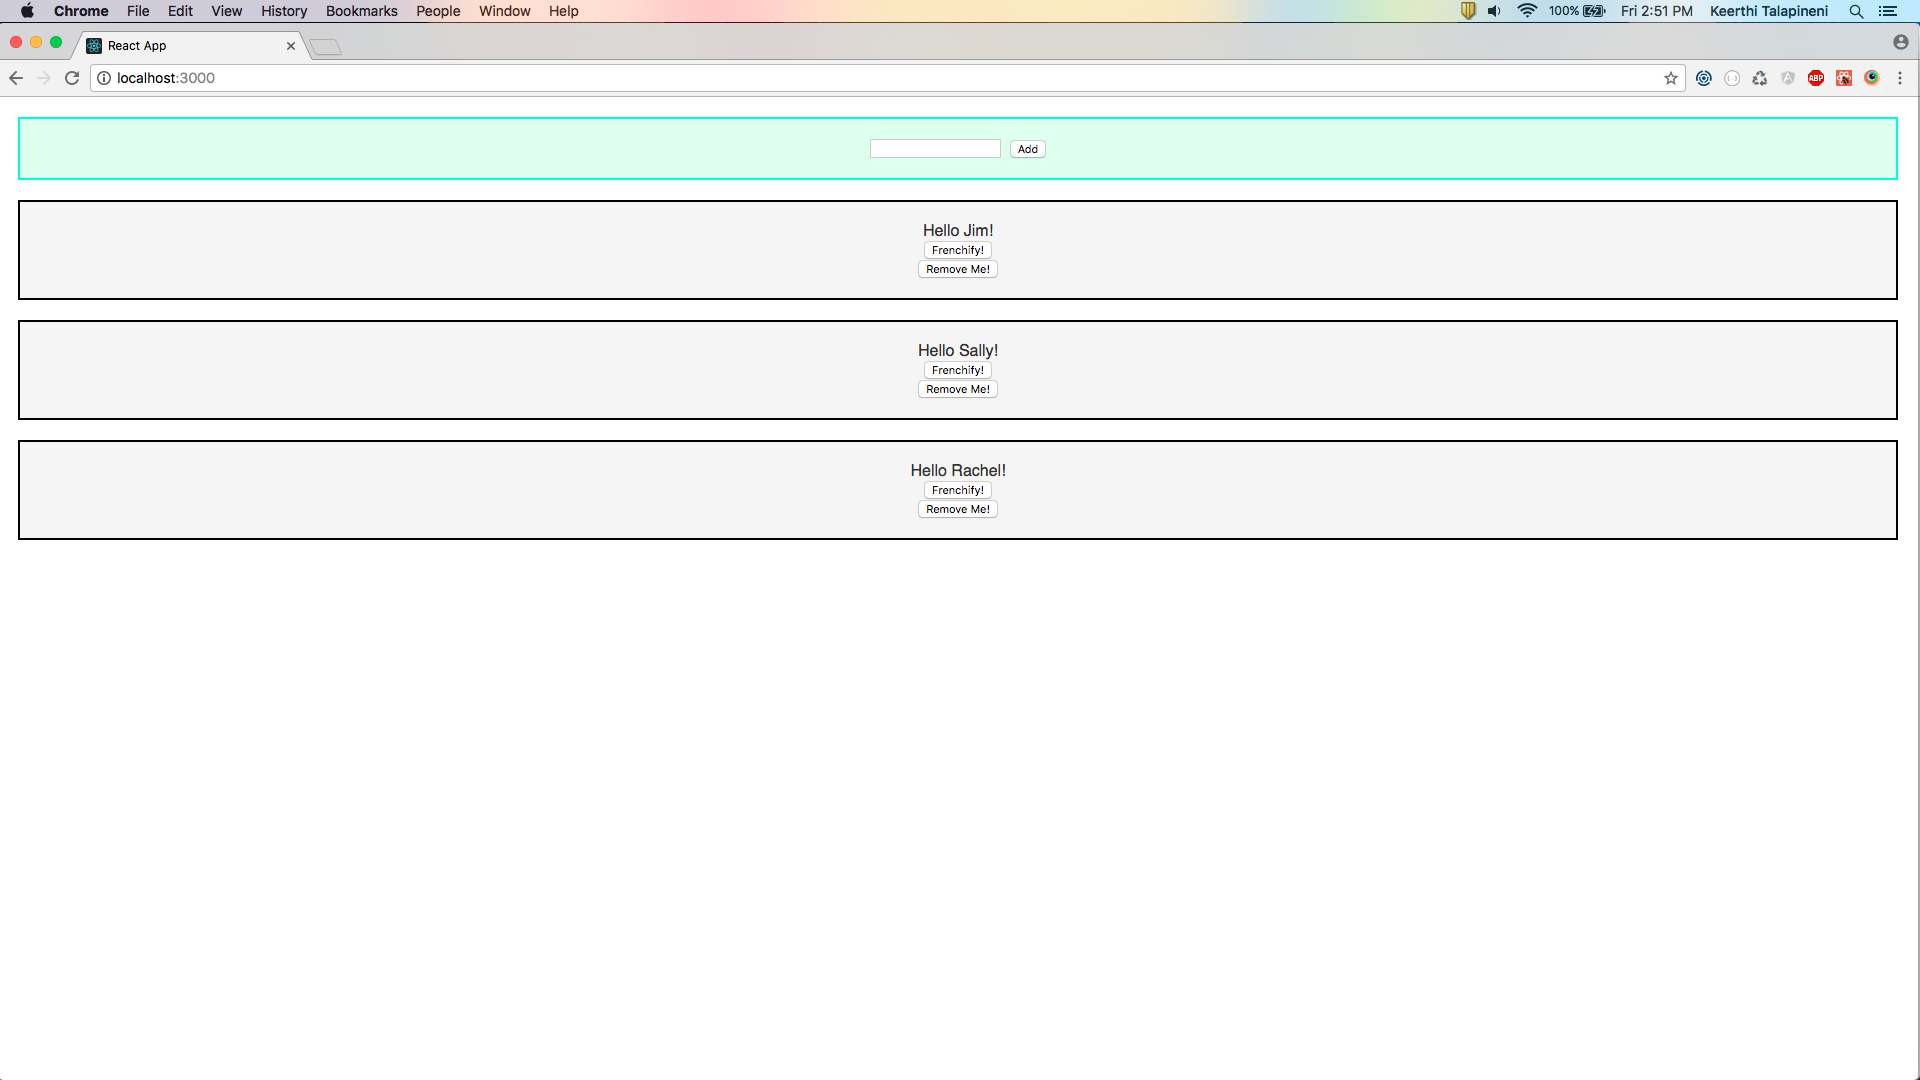 Chrome File Edit View History Bookmarks People Window Help 100% Fri 2:51 PM Keerthi Talapineni
React App
localhost:3000 ABP
Add
Hello Jim!
Frenchify!
Remove Me!
Hello Sally!
Frenchify!
Remove Me!
Hello Rachel!
Frenchify!
Remove Me!